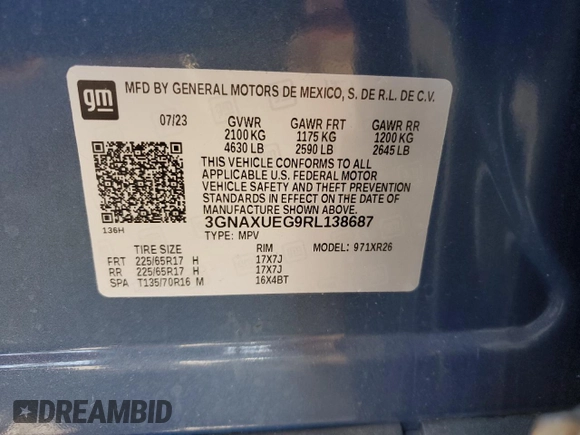 gm MFD BY GENERAL MOTORS DE MEXICO, S. DE R.L. DE C.V.
07/23 GVWR GAWR FRT GAWR RR
2100 KG 1175 KG 1200 KG
4630 LB 2590 LB 2645 LB
THIS VEHICLE CONFORMS TO ALL
APPLICABLE U.S. FEDERAL MOTOR
VEHICLE SAFETY AND THEFT PREVENTION
STANDARDS IN EFFECT ON THE DATE OF
MANUFACTURE SHOWN ABOVE.
3GNAXUEG9RL138687
136H
TYPE: MPV MODEL: 971XR26
TIRE SIZE RIM
FRT 225/65R17 H 17X7J
RR 225/65R17 H 17X7J
SPA T135/70R16 M 16X4BT
DREAMBID